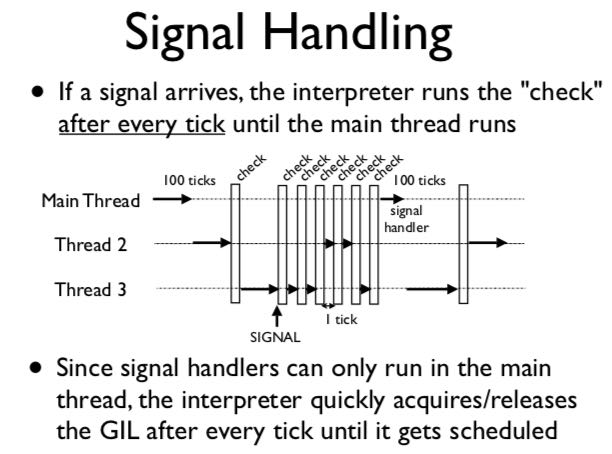 Signal Handling
• If a signal arrives, the interpreter runs the "check"
after every tick until the main thread runs
check check check check check check check
100 ticks 100 ticks
Main Thread
signal
handler
Thread 2
Thread 3
1 tick
SIGNAL
• Since signal handlers can only run in the main
thread, the interpreter quickly acquires/releases
the GIL after every tick until it gets scheduled